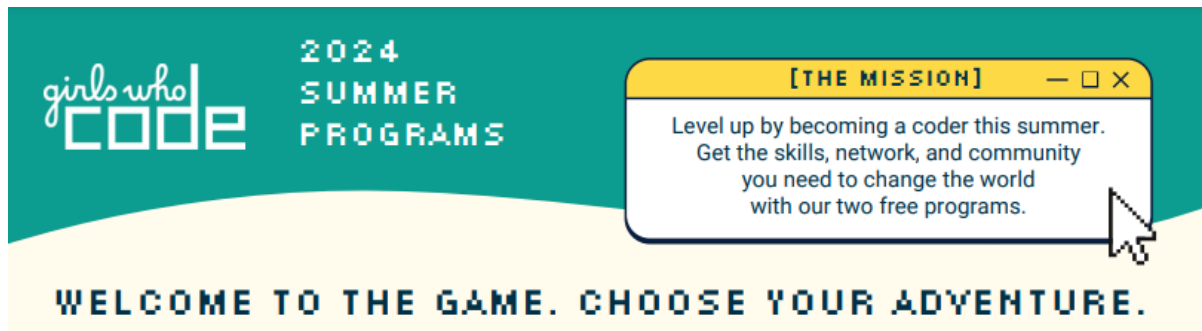 girls who
code
2024
SUMMER
PROGRAMS
[THE MISSION]
Level up by becoming a coder this summer.
Get the skills, network, and community
you need to change the world
with our two free programs.
WELCOME TO THE GAME. CHOOSE YOUR ADVENTURE.